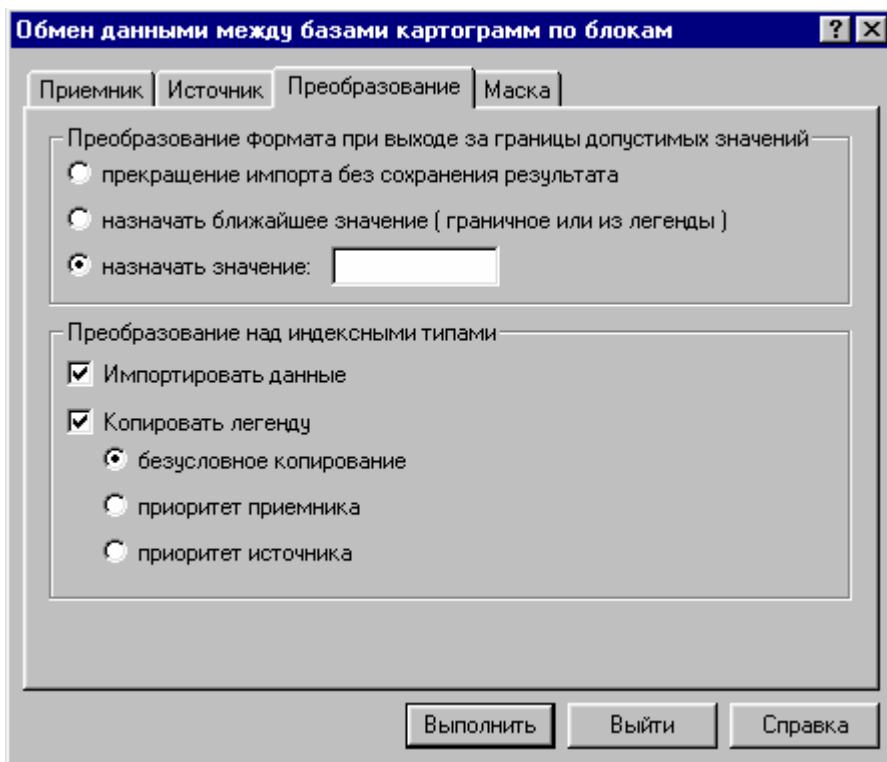 Обмен данными между базами картограмм по блокам
Приемник Источник Преобразование Маска
Преобразование формата при выходе за границы допустимых значений
прекращение импорта без сохранения результата
назначать ближайшее значение ( граничное или из легенды )
назначать значение:
Преобразование над индексными типами
Импортировать данные
Копировать легенду
безусловное копирование
приоритет приемника
приоритет источника
Выполнить Выйти Справка